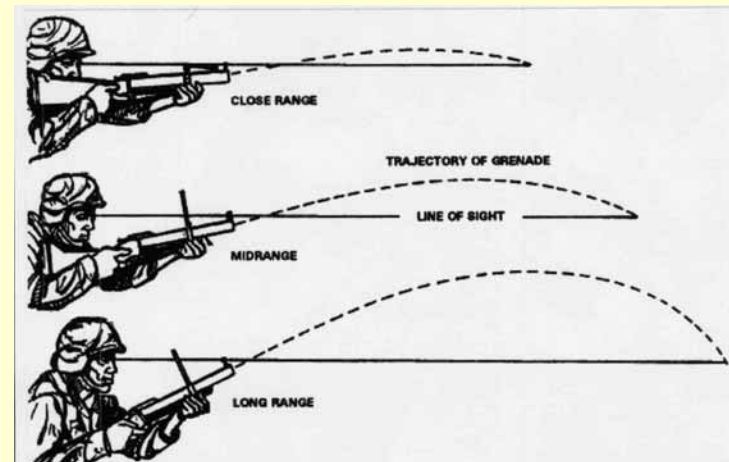 CLOSE RANGE
TRAJECTORY OF GRENADE
LINE OF SIGHT
MIDRANGE
LONG RANGE